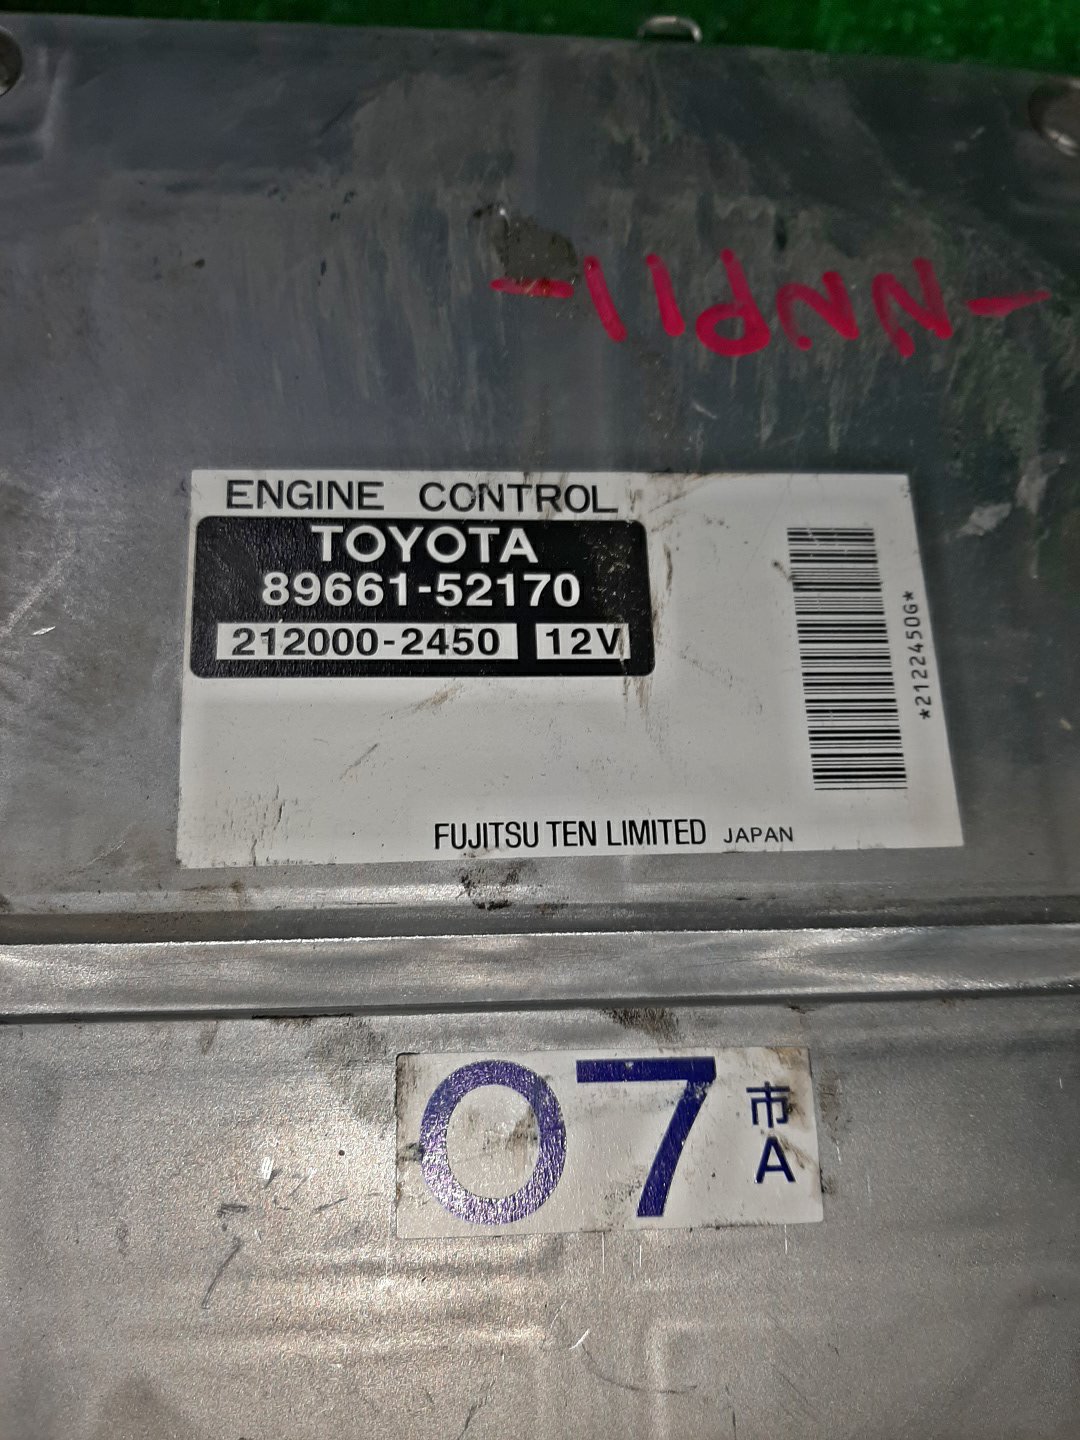 -NNP11-
ENGINE CONTROL
TOYOTA
89661-52170
212000-2450 12V
*2122450G*
FUJITSU TEN LIMITED JAPAN
07 市
A